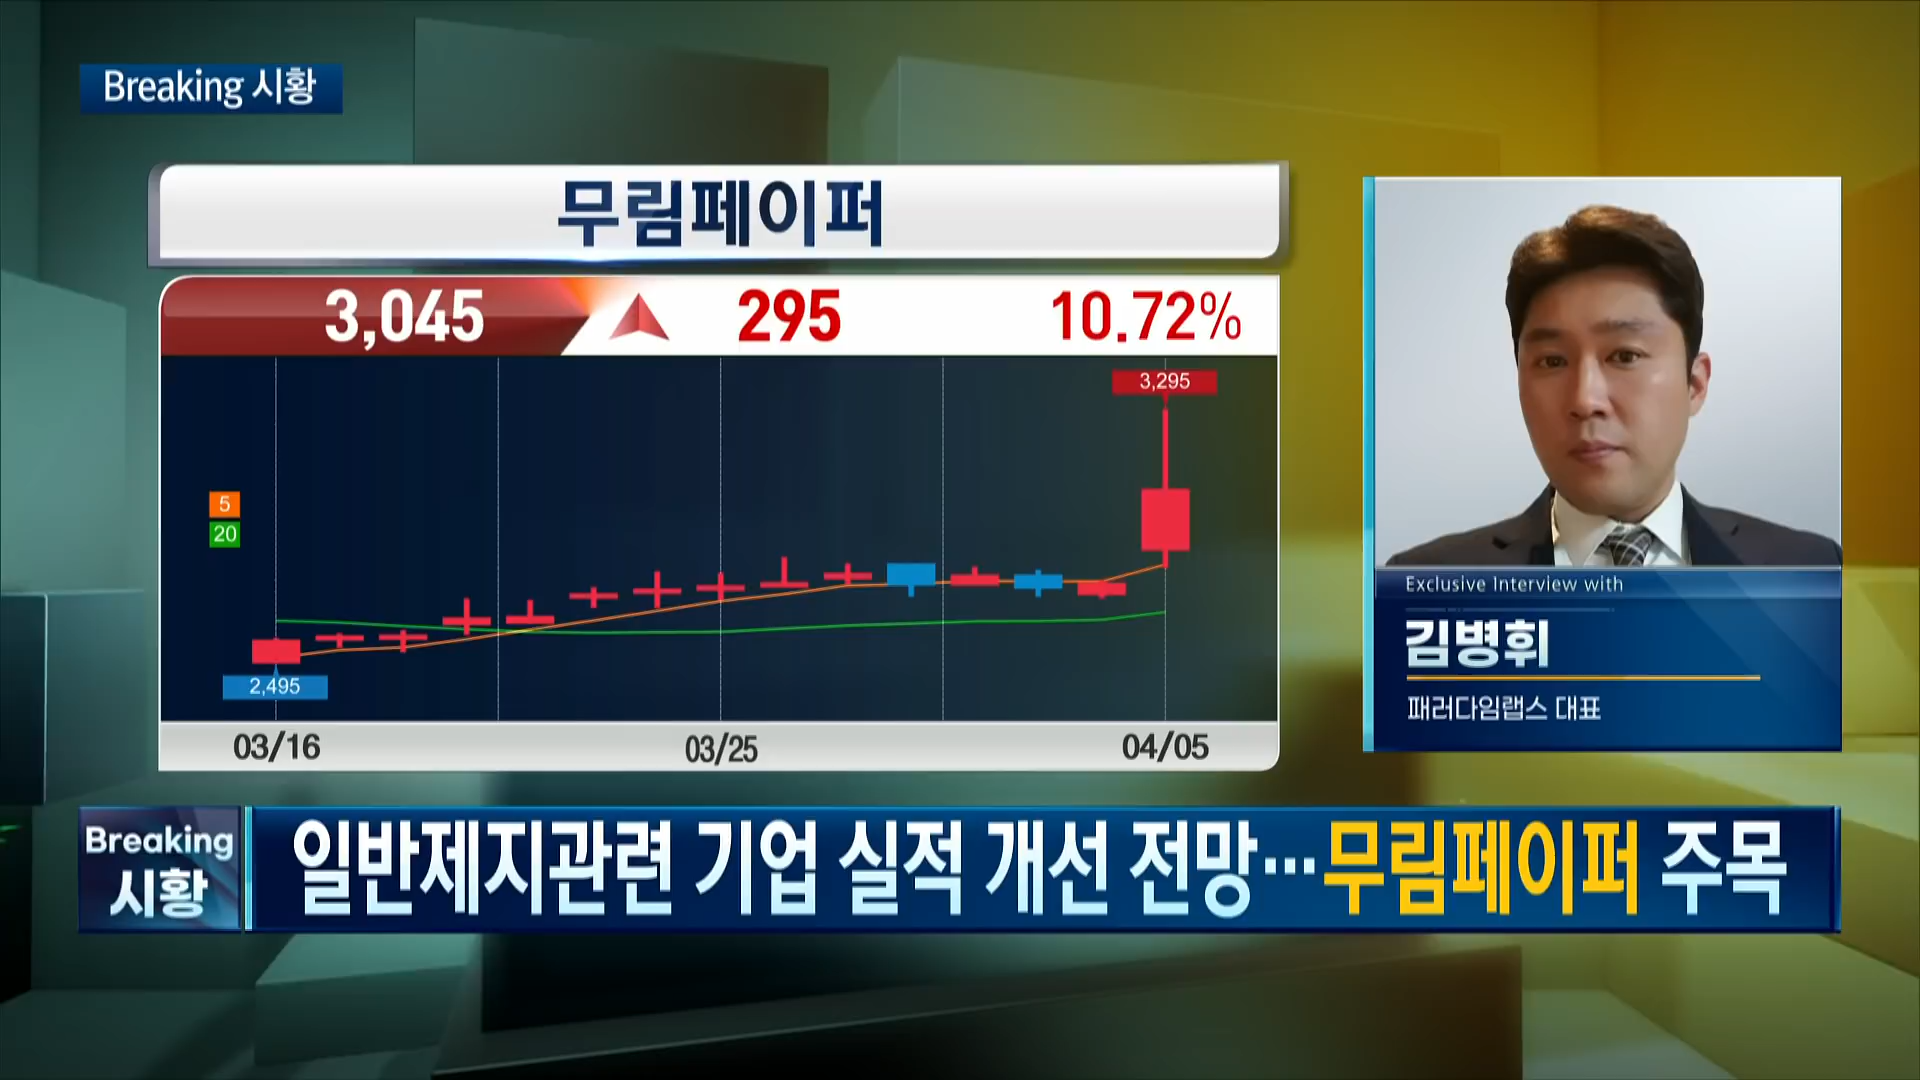 Breaking 시황
무림페이퍼
3,045 295 10.72%
3,295
5
20
2,495
03/16 03/25 04/05
Exclusive Interview with
김병휘
패러다임랩스 대표
Breaking
시황
일반제지관련 기업 실적 개선 전망…무림페이퍼 주목